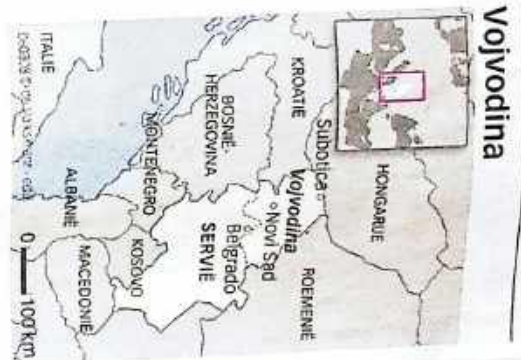 Vojvodina
HONGARIJE
KROATIË
Subotica
ROEMENIË
Vojvodina
Novi Sad
BOSNIË-
HERZEGOVINA
Belgrado
SERVIË
MONTENEGRO
KOSOVO
ITALIË
ALBANIË
MACEDONIË
0 100 km